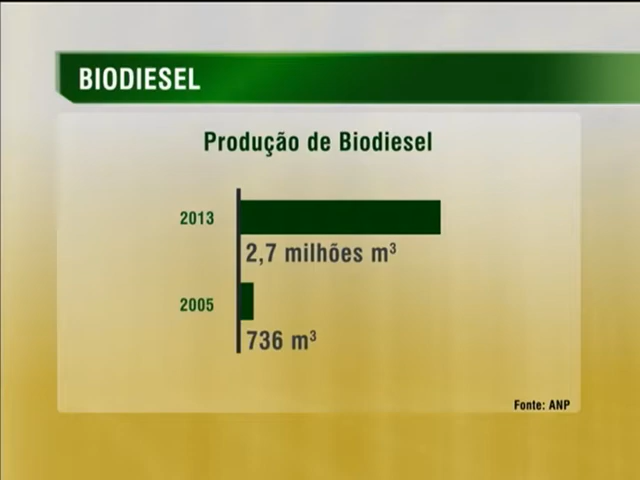 BIODIESEL
Produção de Biodiesel
2013
2,7 milhões m³
2005
736 m³
Fonte: ANP